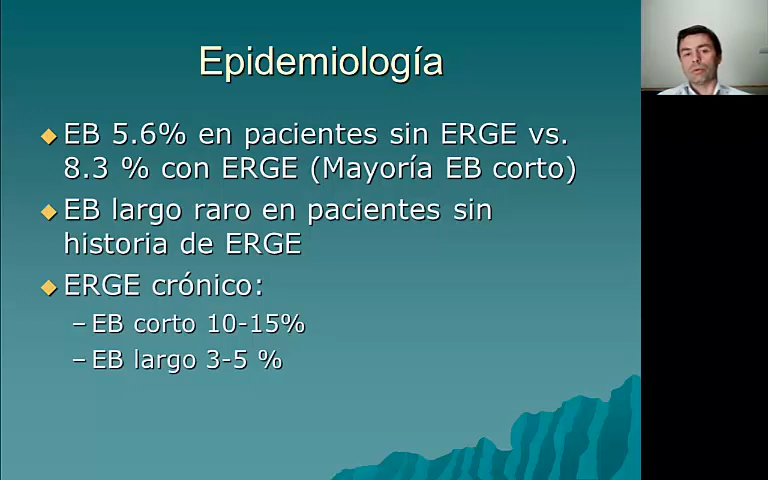 Epidemiología
EB 5.6% en pacientes sin ERGE vs.
8.3 % con ERGE (Mayoría EB corto)
EB largo raro en pacientes sin
historia de ERGE
ERGE crónico:
– EB corto 10-15%
– EB largo 3-5 %